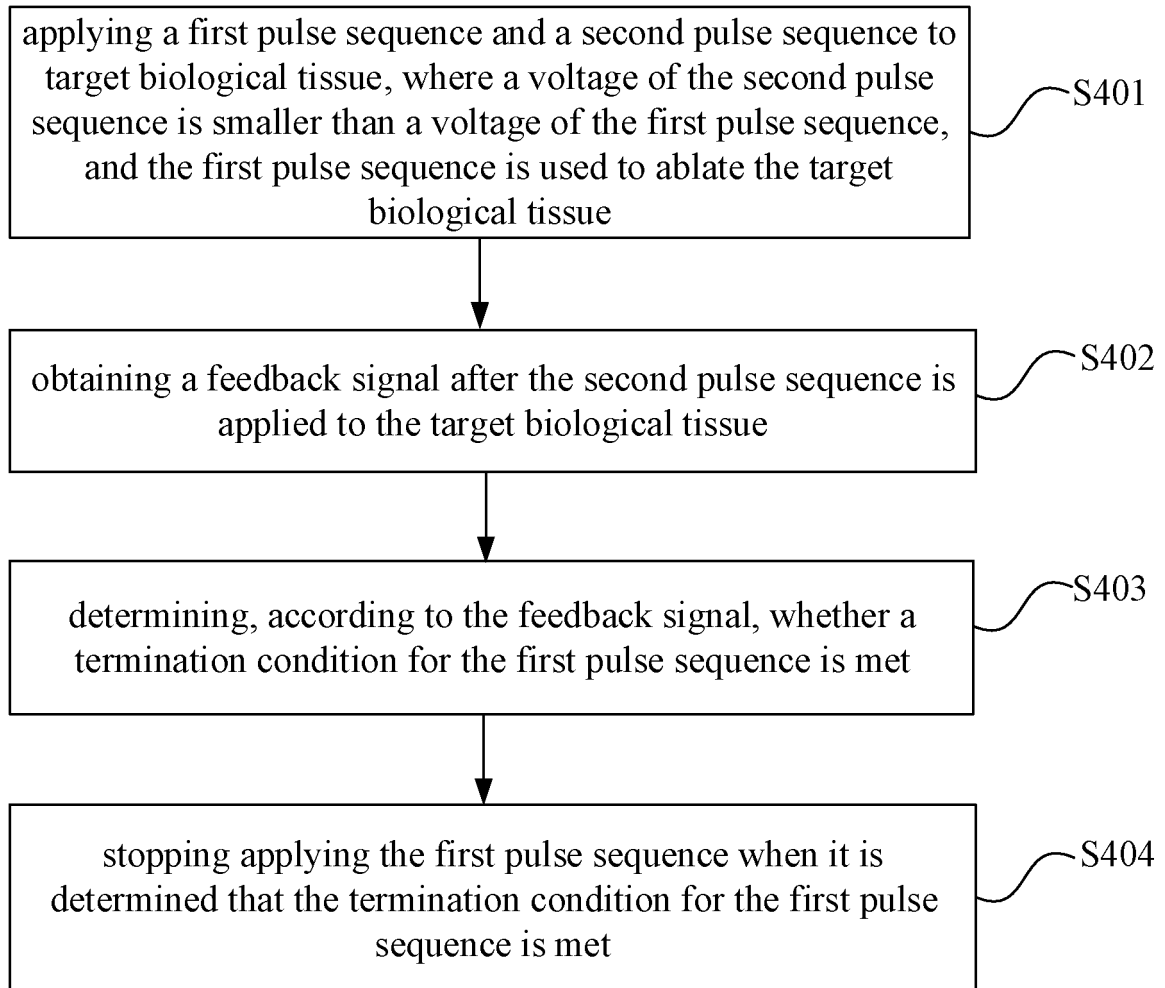 applying a first pulse sequence and a second pulse sequence to
target biological tissue, where a voltage of the second pulse
sequence is smaller than a voltage of the first pulse sequence,
and the first pulse sequence is used to ablate the target
biological tissue
S401
obtaining a feedback signal after the second pulse sequence is
applied to the target biological tissue
S402
determining, according to the feedback signal, whether a
termination condition for the first pulse sequence is met
S403
stopping applying the first pulse sequence when it is
determined that the termination condition for the first pulse
sequence is met
S404